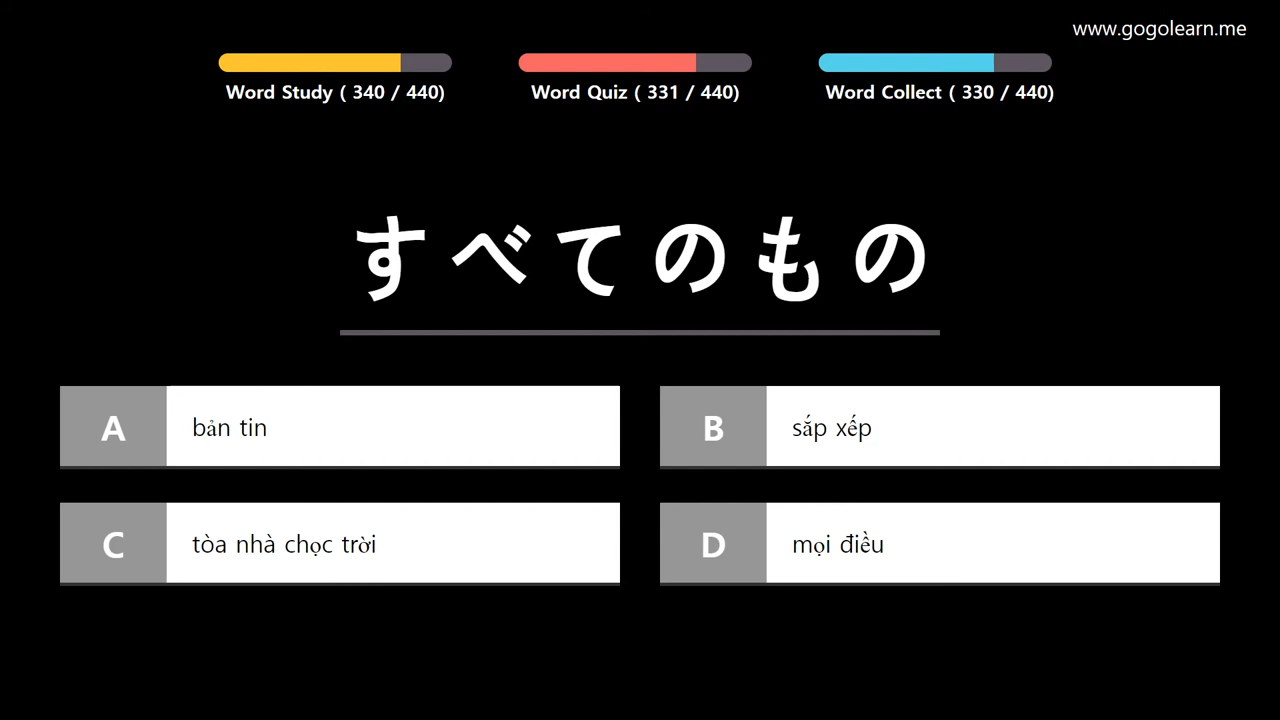 www.gogolearn.me
Word Study ( 340 / 440)
Word Quiz ( 331 / 440)
Word Collect ( 330 / 440)
すべてのもの
A bản tin
B sắp xếp
C tòa nhà chọc trời
D mọi điều